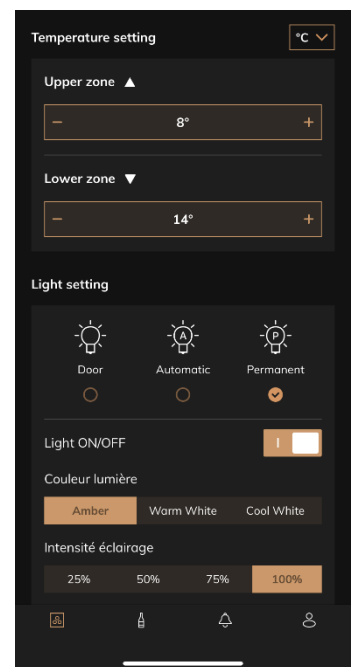 Temperature setting °C
Upper zone ▲
− 8° +
Lower zone ▼
− 14° +
Light setting
A P
Door Automatic Permanent
Light ON/OFF I
Couleur lumière
Amber Warm White Cool White
Intensité éclairage
25% 50% 75% 100%